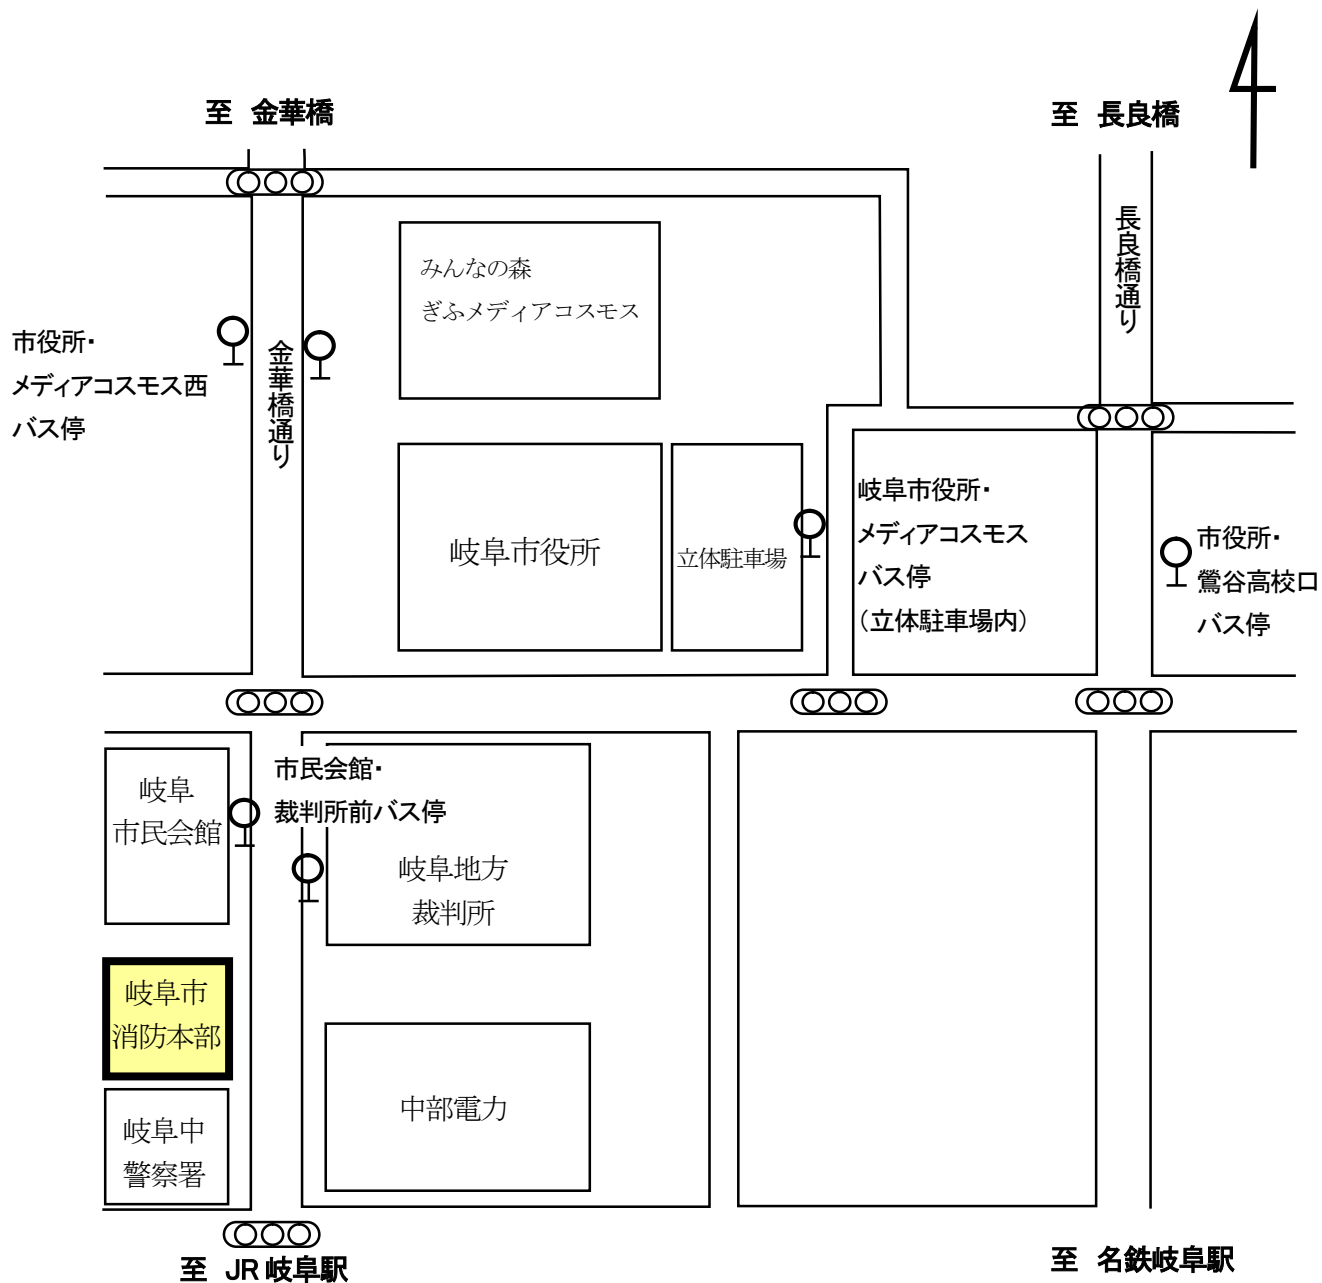 至 金華橋
至 長良橋
長良橋通り
みんなの森
ぎふメディアコスモス
市役所・
メディアコスモス西
バス停
金華橋通り
岐阜市役所
立体駐車場
岐阜市役所・
メディアコスモス
バス停
（立体駐車場内）
市役所・
鶯谷高校口
バス停
岐阜
市民会館
市民会館・
裁判所前バス停
岐阜地方
裁判所
岐阜市
消防本部
中部電力
岐阜中
警察署
至 JR岐阜駅
至 名鉄岐阜駅